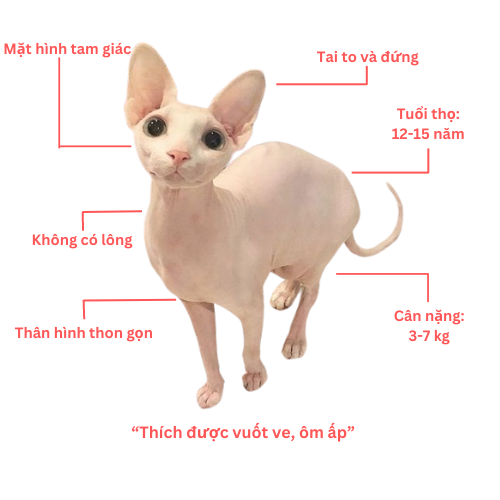 Mặt hình tam giác
Tai to và đứng
Tuổi thọ:
12-15 năm
Không có lông
Thân hình thon gọn
Cân nặng:
3-7 kg
“Thích được vuốt ve, ôm ấp”